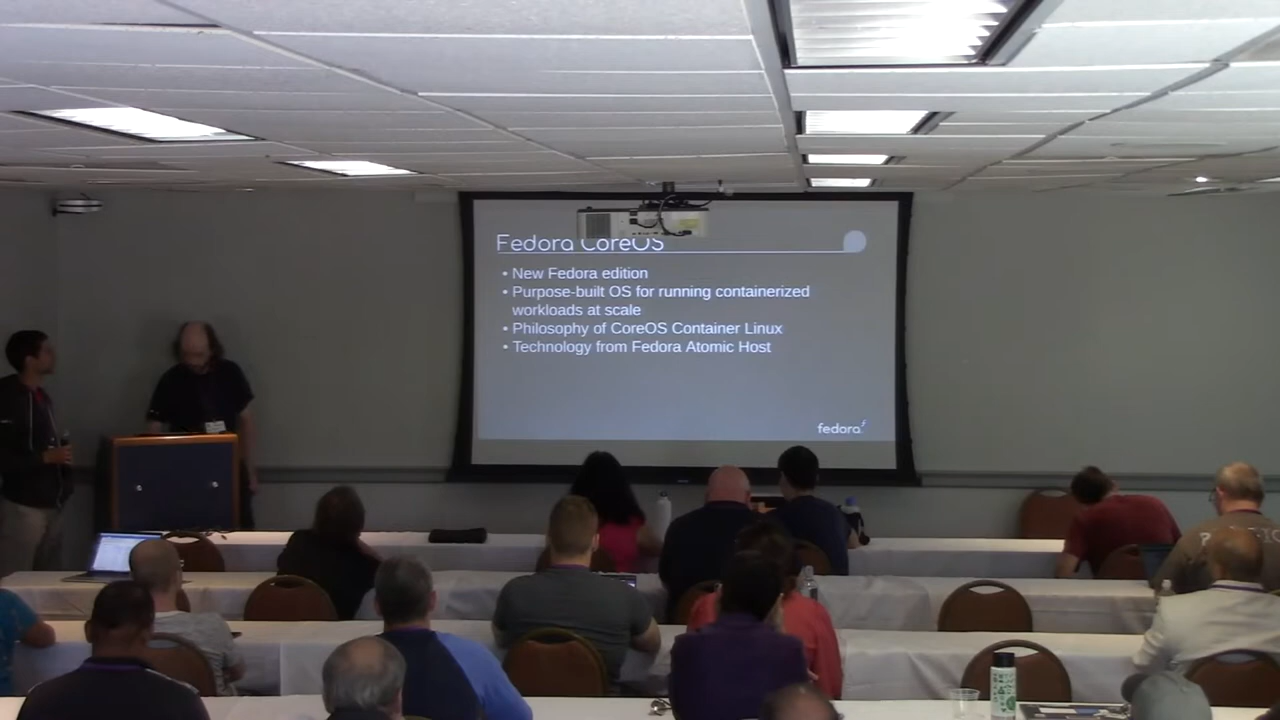 Fedora CoreOS
• New Fedora edition
• Purpose-built OS for running containerized
workloads at scale
• Philosophy of CoreOS Container Linux
• Technology from Fedora Atomic Host
fedora